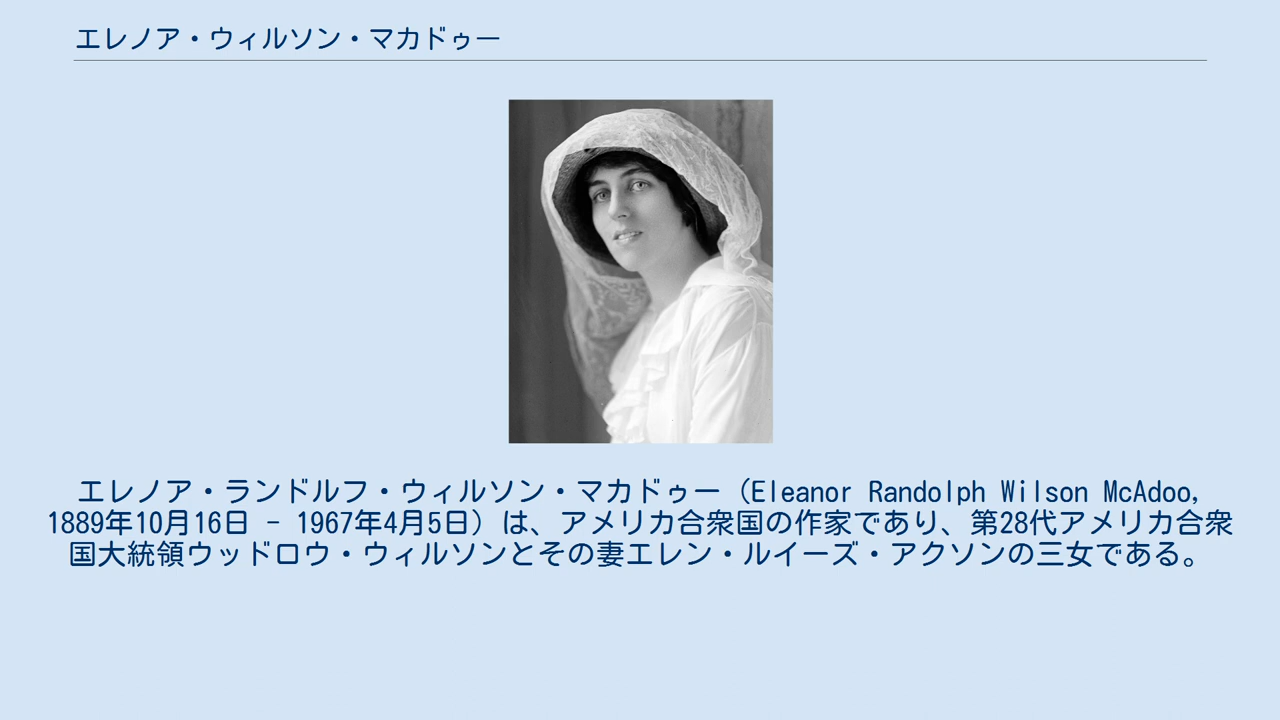 エレノア・ウィルソン・マカドゥー
エレノア・ランドルフ・ウィルソン・マカドゥー（Eleanor Randolph Wilson McAdoo,
1889年10月16日 - 1967年4月5日）は、アメリカ合衆国の作家であり、第28代アメリカ合衆
国大統領ウッドロウ・ウィルソンとその妻エレン・ルイーズ・アクソンの三女である。